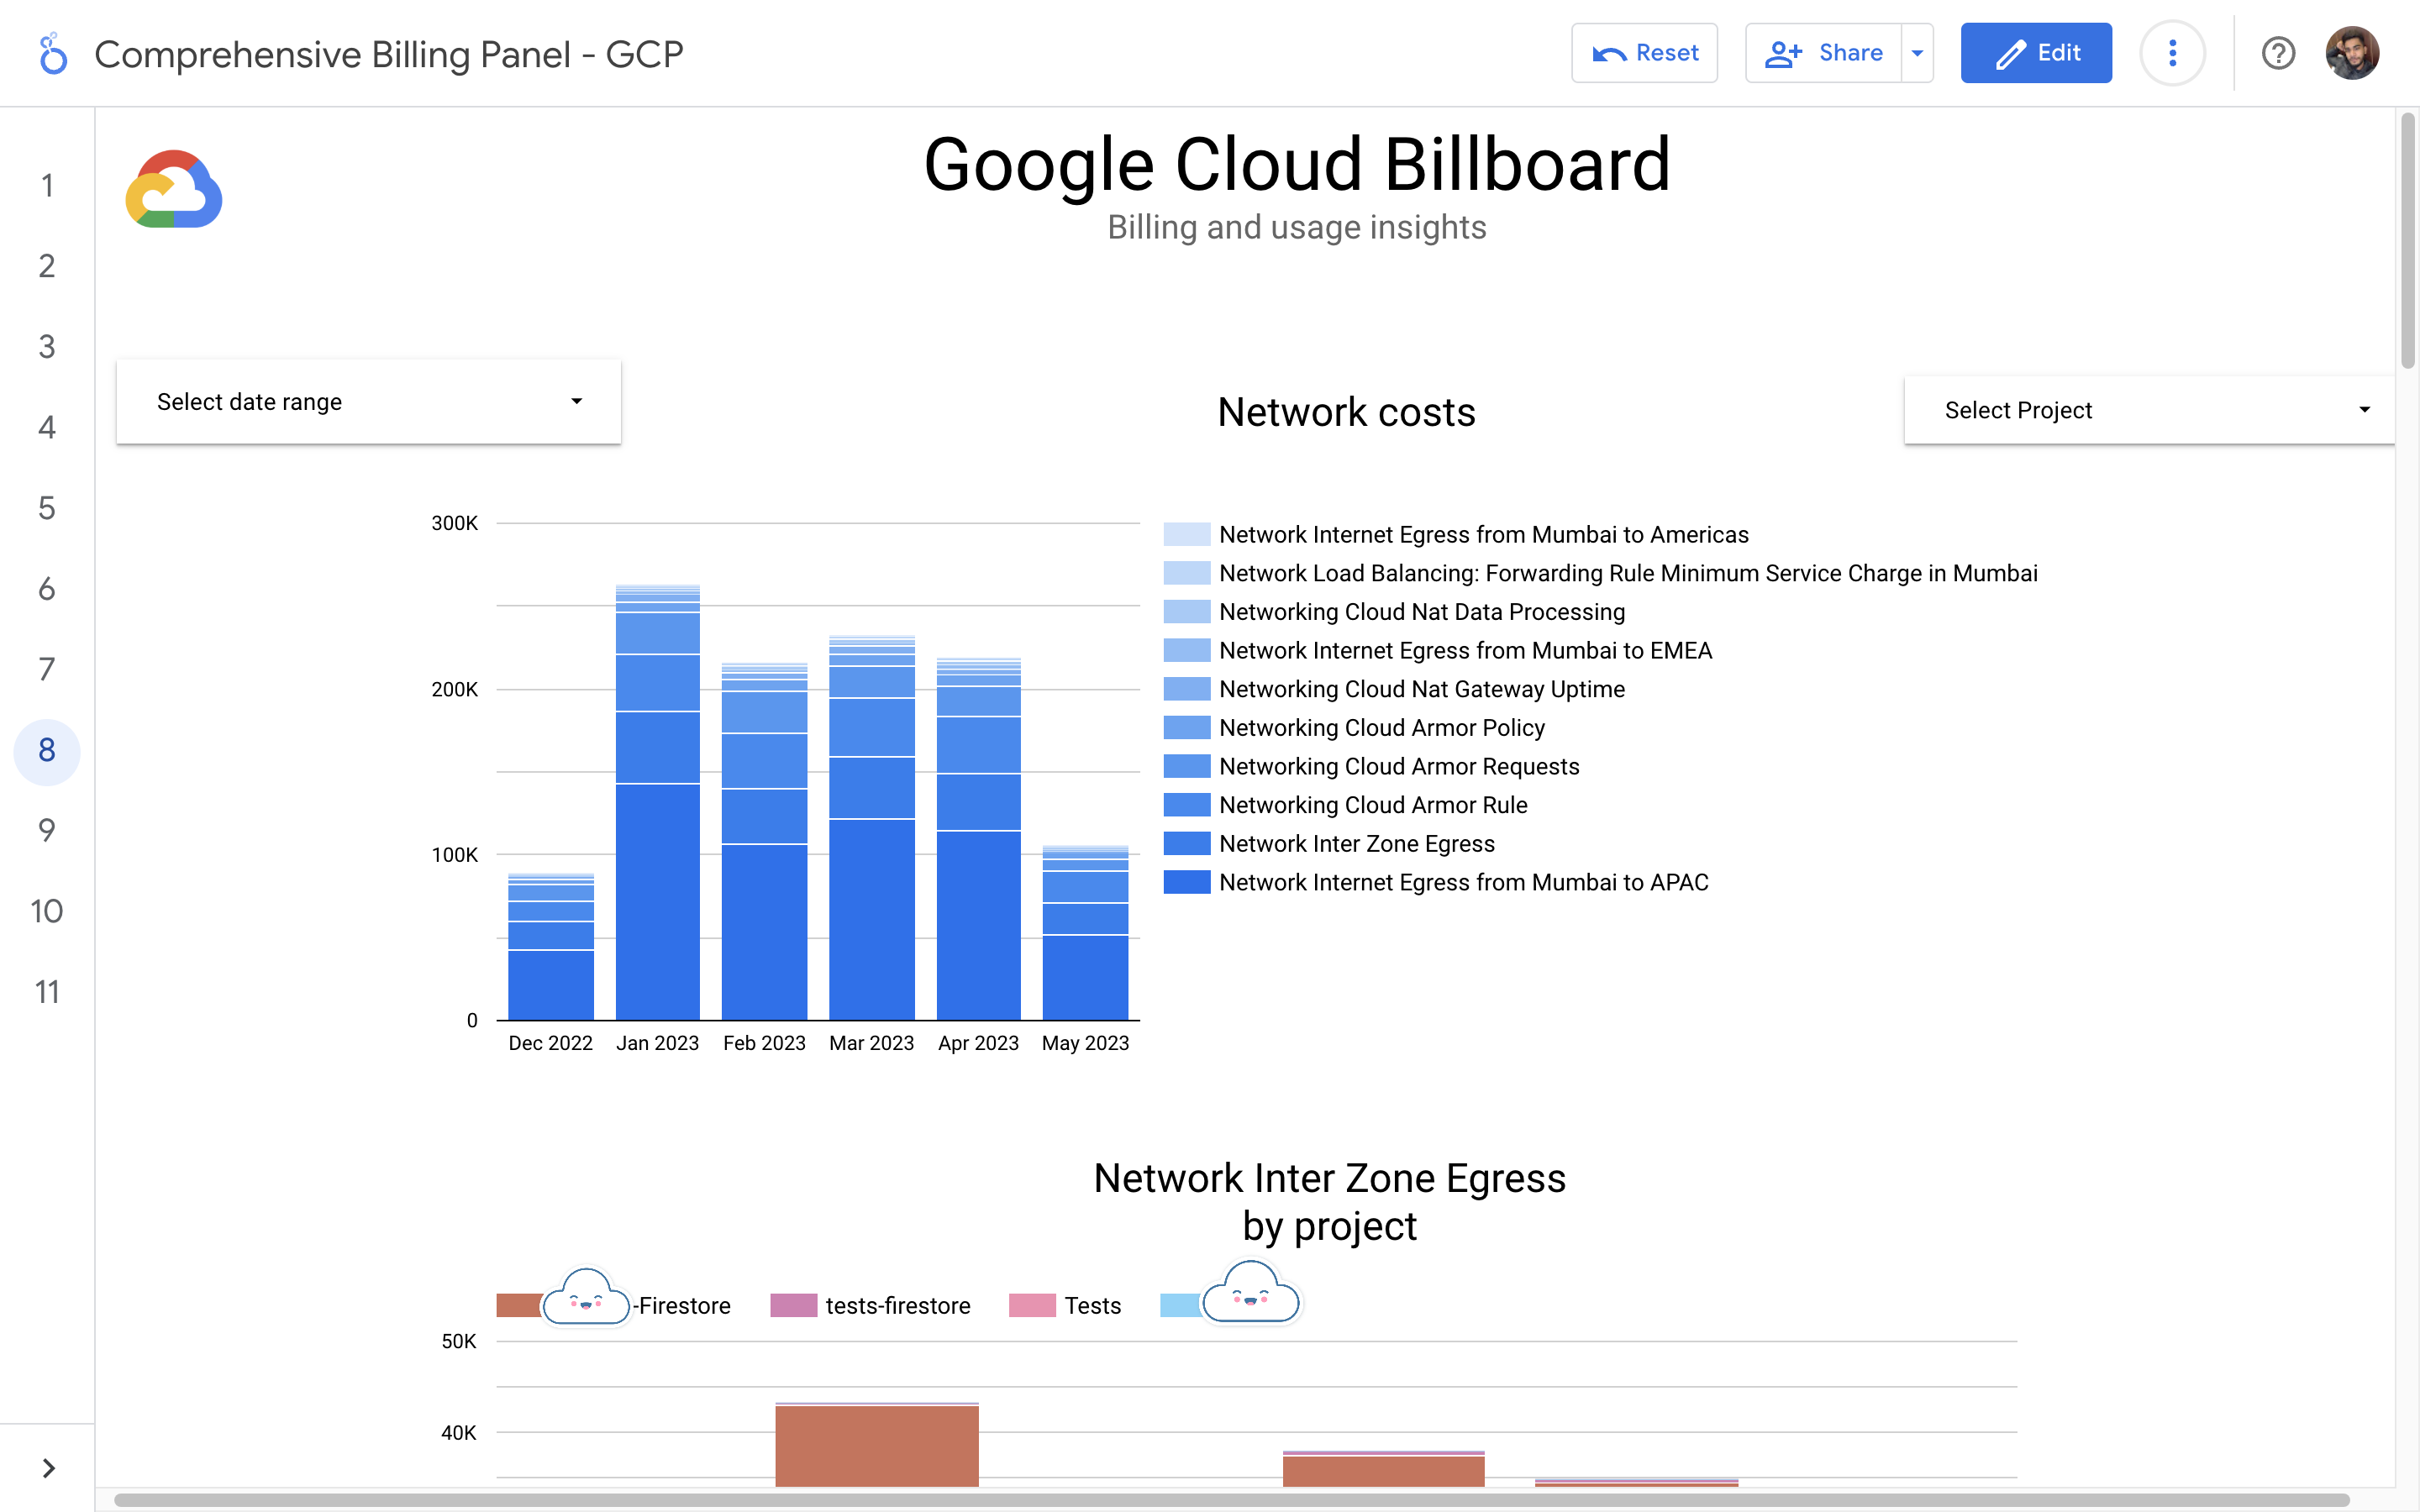 Comprehensive Billing Panel - GCP
Reset
Share
Edit
Google Cloud Billboard
Billing and usage insights
1
2
3
4
5
6
7
8
9
10
11
Select date range
Network costs
Select Project
300K
200K
100K
0
Dec 2022
Jan 2023
Feb 2023
Mar 2023
Apr 2023
May 2023
Network Internet Egress from Mumbai to Americas
Network Load Balancing: Forwarding Rule Minimum Service Charge in Mumbai
Networking Cloud Nat Data Processing
Network Internet Egress from Mumbai to EMEA
Networking Cloud Nat Gateway Uptime
Networking Cloud Armor Policy
Networking Cloud Armor Requests
Networking Cloud Armor Rule
Network Inter Zone Egress
Network Internet Egress from Mumbai to APAC
Network Inter Zone Egress
by project
-Firestore
tests-firestore
Tests
50K
40K